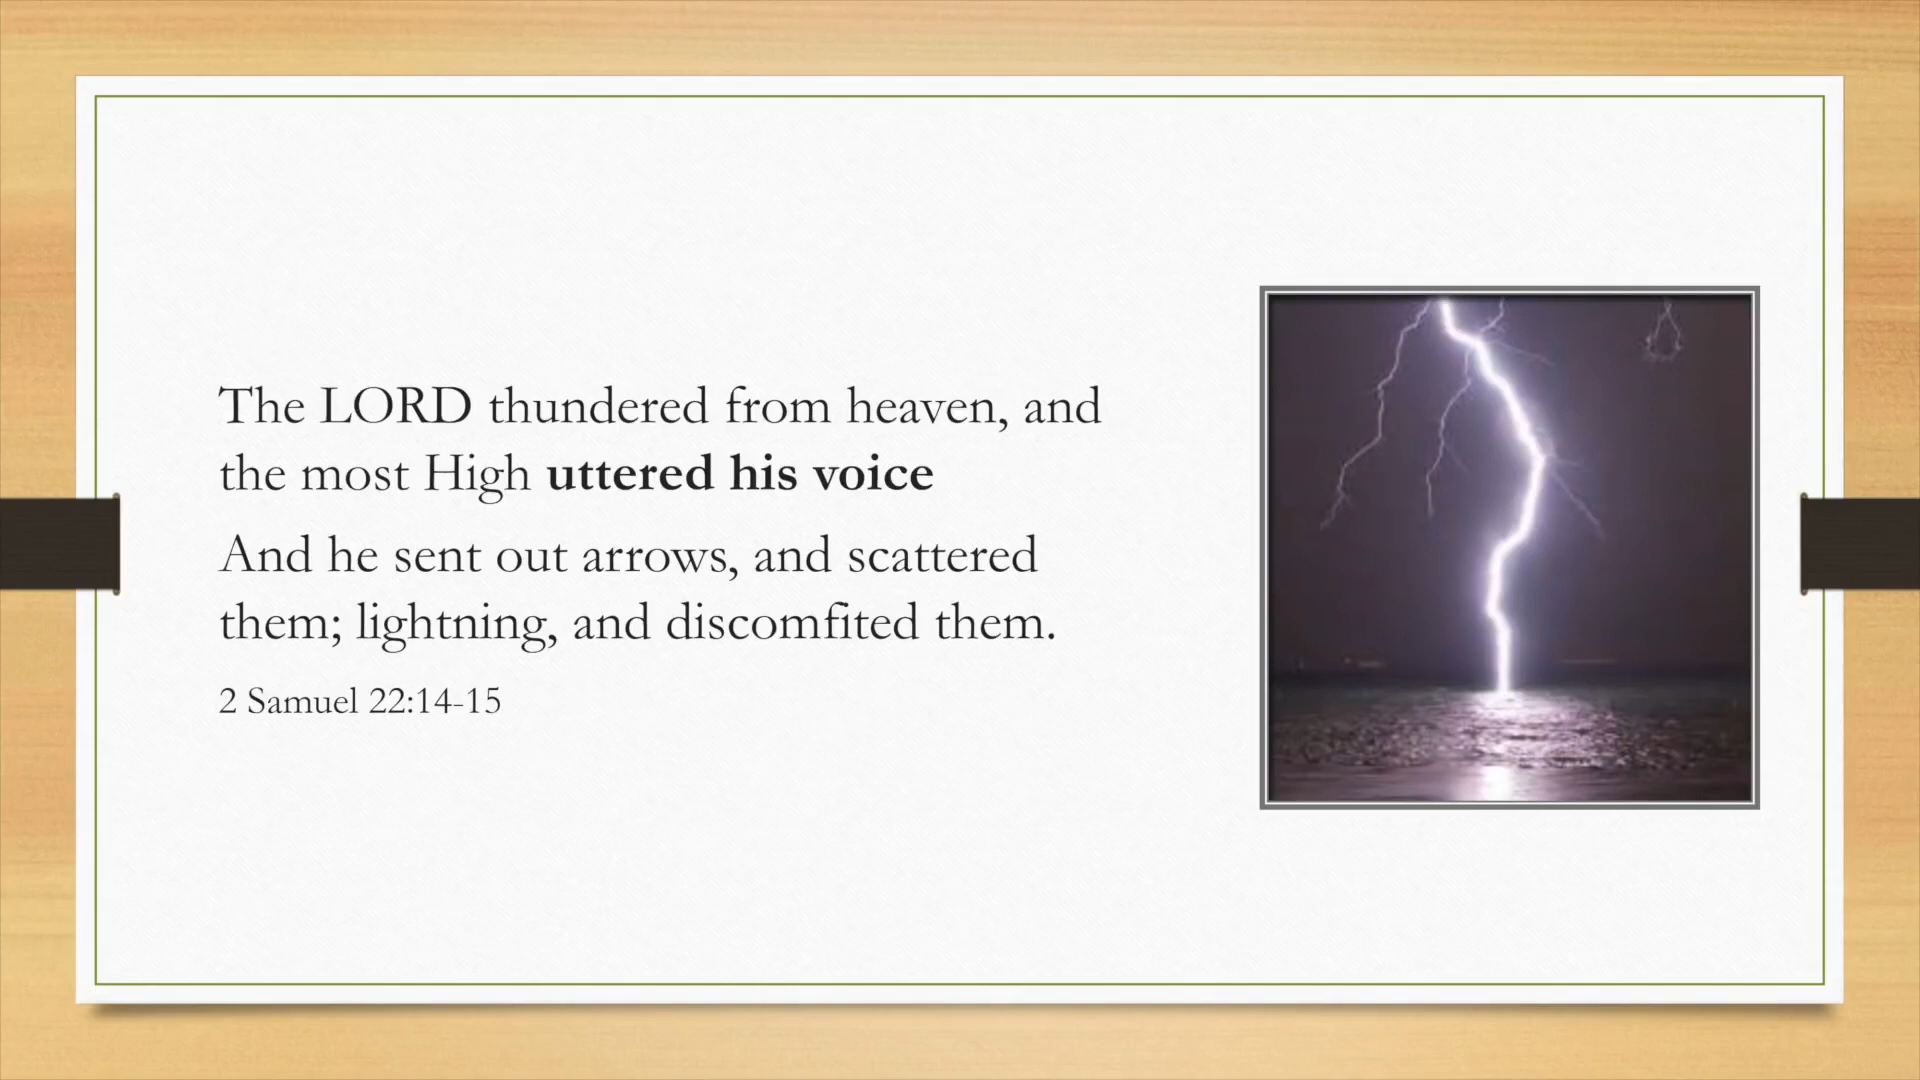 The LORD thundered from heaven, and
the most High uttered his voice
And he sent out arrows, and scattered
them; lightning, and discomfited them.
2 Samuel 22:14-15